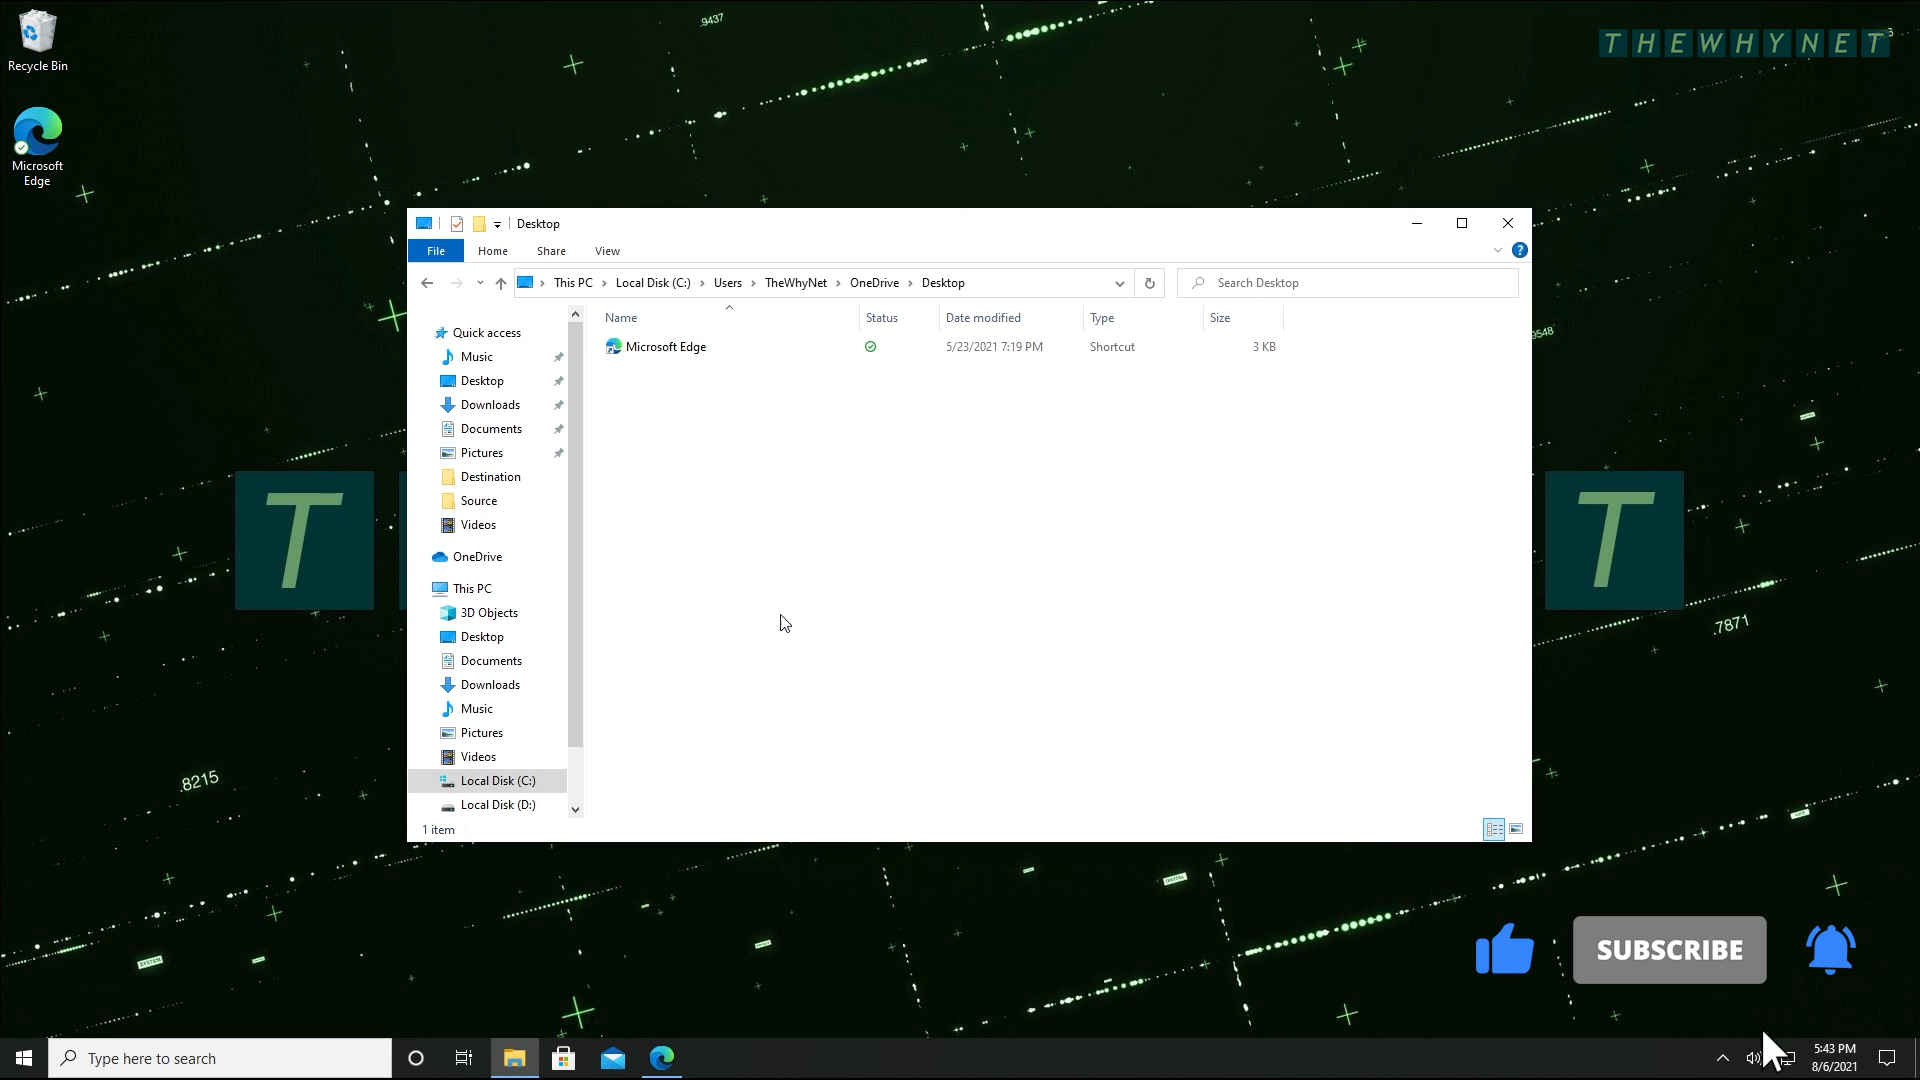 Recycle Bin
Microsoft
Edge
.9437
THEWHYNET
Desktop
File Home Share View
This PC Local Disk (C:) Users TheWhyNet OneDrive Desktop
Search Desktop
Name Status Date modified Type Size
Microsoft Edge 5/23/2021 7:19 PM Shortcut 3 KB
Quick access
Music
Desktop
Downloads
Documents
Pictures
Destination
Source
Videos
OneDrive
This PC
3D Objects
Desktop
Documents
Downloads
Music
Pictures
Videos
Local Disk (C:)
Local Disk (D:)
1 item
9548
T
T
.7871
.8215
SYSTEM
SUBSCRIBE
Type here to search
5:43 PM
8/6/2021